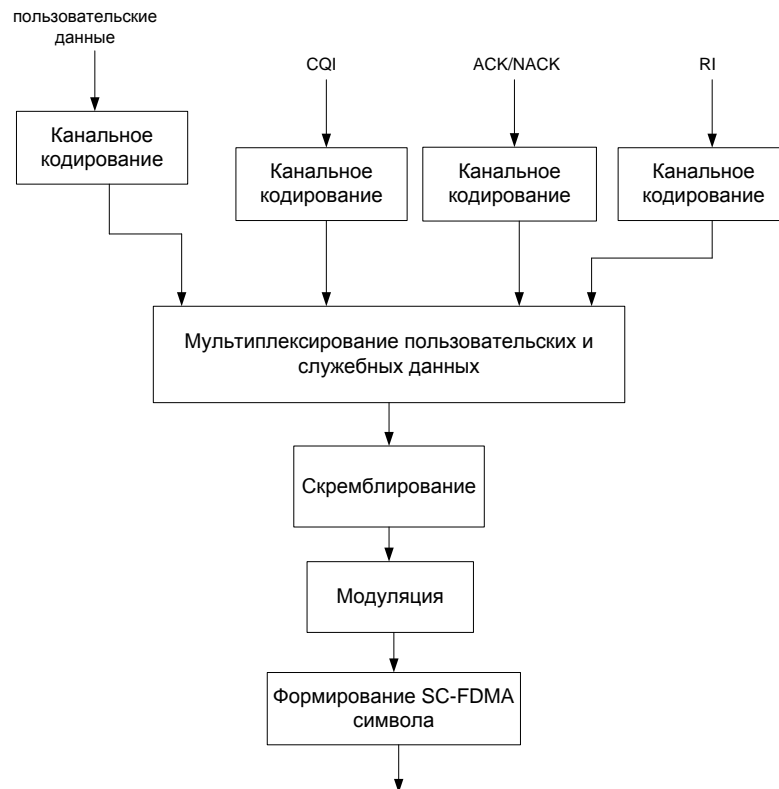 пользовательские
данные
CQI
ACK/NACK
RI
Канальное
кодирование
Канальное
кодирование
Канальное
кодирование
Канальное
кодирование
Мультиплексирование пользовательских и
служебных данных
Скремблирование
Модуляция
Формирование SC-FDMA
символа